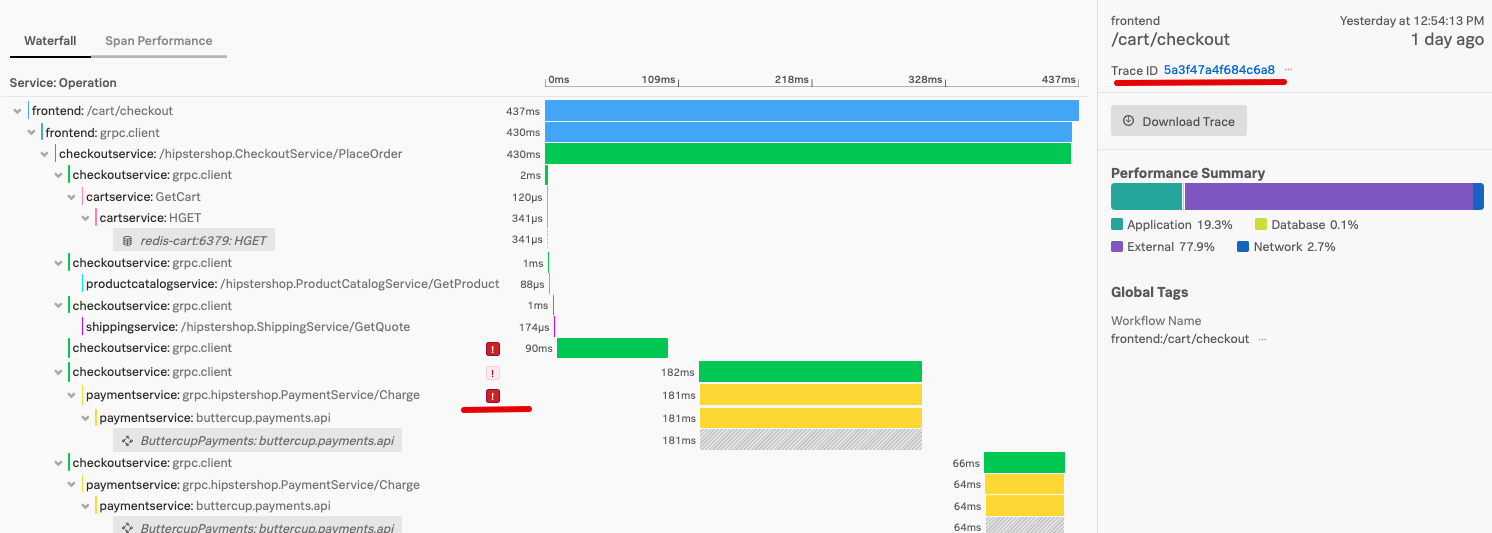 Waterfall Span Performance
Service: Operation 0ms 109ms 218ms 328ms 437ms
frontend: /cart/checkout 437ms
frontend: grpc.client 430ms
checkoutservice: /hipstershop.CheckoutService/PlaceOrder 430ms
checkoutservice: grpc.client 2ms
cartservice: GetCart 120µs
cartservice: HGET 341µs
redis-cart:6379: HGET 341µs
checkoutservice: grpc.client 1ms
productcatalogservice: /hipstershop.ProductCatalogService/GetProduct 88µs
checkoutservice: grpc.client 1ms
shippingservice: /hipstershop.ShippingService/GetQuote 174µs
checkoutservice: grpc.client ! 90ms
checkoutservice: grpc.client ! 182ms
paymentservice: grpc.hipstershop.PaymentService/Charge ! 181ms
paymentservice: buttercup.payments.api 181ms
ButtercupPayments: buttercup.payments.api 181ms
checkoutservice: grpc.client 66ms
paymentservice: grpc.hipstershop.PaymentService/Charge 64ms
paymentservice: buttercup.payments.api 64ms
ButtercupPayments: buttercup.payments.api 64ms
frontend Yesterday at 12:54:13 PM
/cart/checkout 1 day ago
Trace ID 5a3f47a4f684c6a8 ···
Download Trace
Performance Summary
Application 19.3% Database 0.1%
External 77.9% Network 2.7%
Global Tags
Workflow Name
frontend:/cart/checkout ···